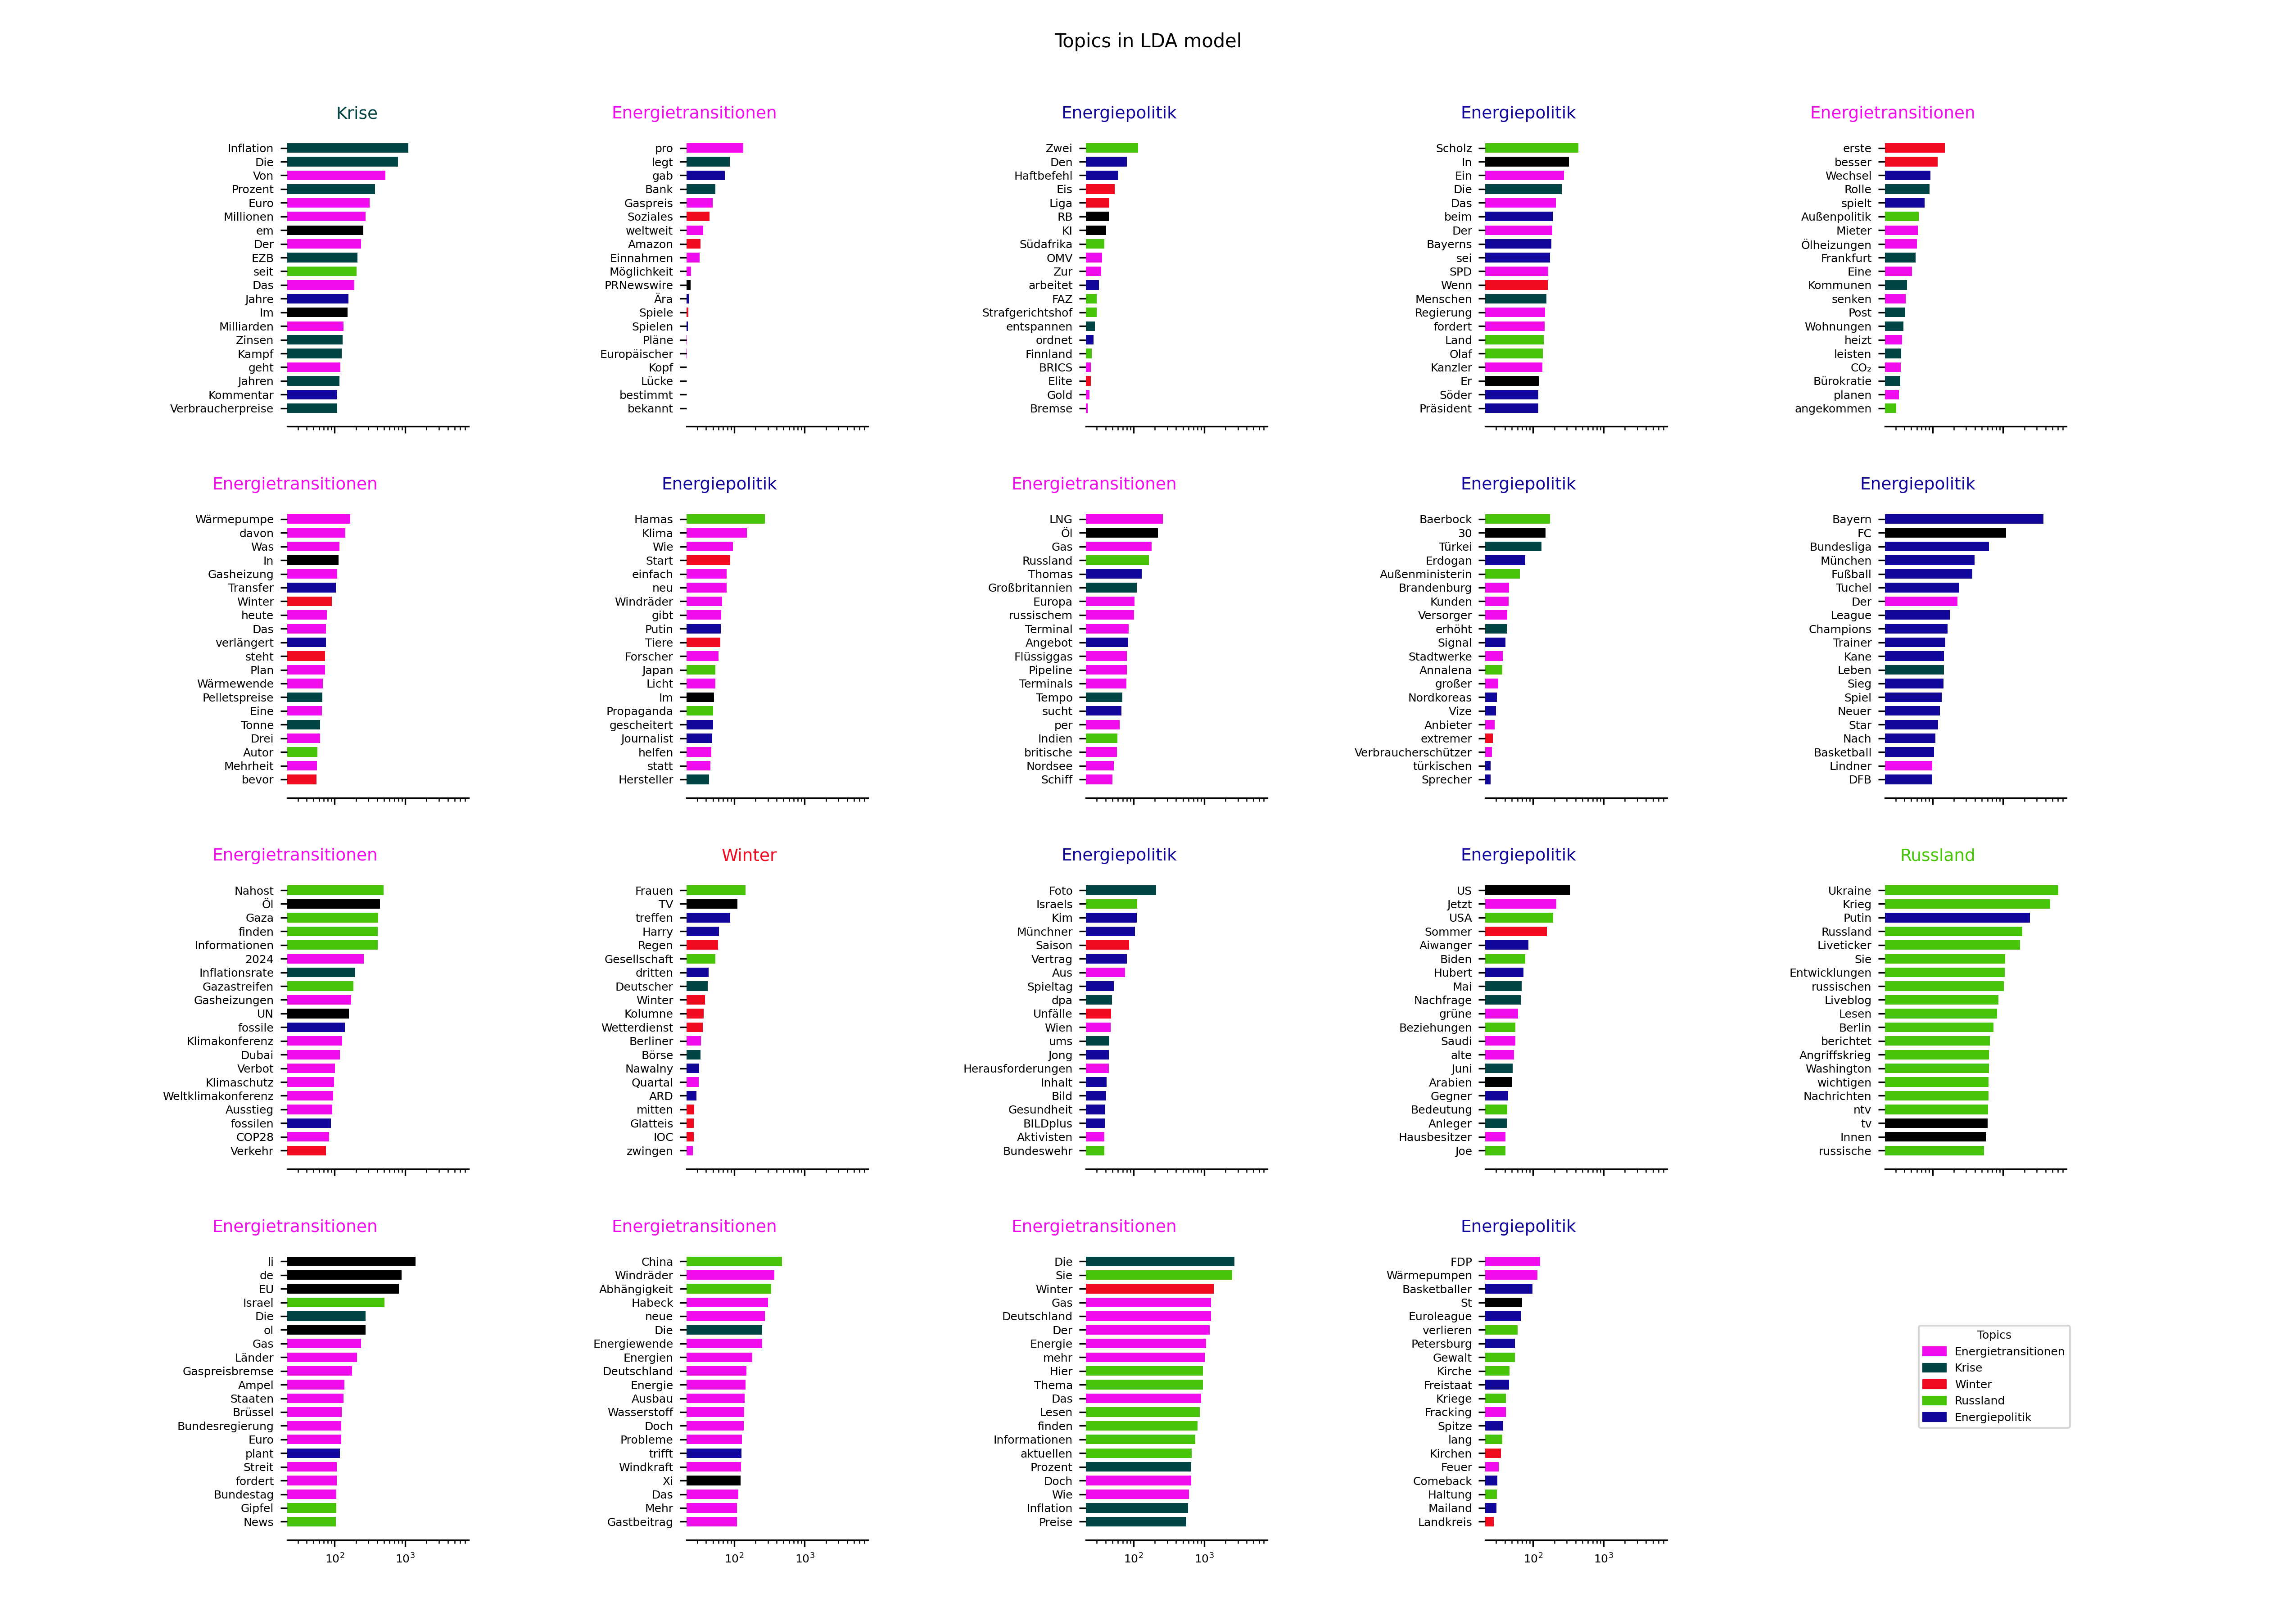 Topics in LDA model
Krise
Inflation
Die
Von
Prozent
Euro
Millionen
em
Der
EZB
seit
Das
Jahre
Im
Milliarden
Zinsen
Kampf
geht
Jahren
Kommentar
Verbraucherpreise
Energietransitionen
pro
legt
gab
Bank
Gaspreis
Soziales
weltweit
Amazon
Einnahmen
Möglichkeit
PRNewswire
Ära
Spiele
Spielen
Pläne
Europäischer
Kopf
Lücke
bestimmt
bekannt
Energiepolitik
Zwei
Den
Haftbefehl
Eis
Liga
RB
KI
Südafrika
OMV
Zur
arbeitet
FAZ
Strafgerichtshof
entspannen
ordnet
Finnland
BRICS
Elite
Gold
Bremse
Energiepolitik
Scholz
In
Ein
Die
Das
beim
Der
Bayerns
sei
SPD
Wenn
Menschen
Regierung
fordert
Land
Olaf
Kanzler
Er
Söder
Präsident
Energietransitionen
erste
besser
Wechsel
Rolle
spielt
Außenpolitik
Mieter
Ölheizungen
Frankfurt
Eine
Kommunen
senken
Post
Wohnungen
heizt
leisten
CO₂
Bürokratie
planen
angekommen
Energietransitionen
Wärmepumpe
davon
Was
In
Gasheizung
Transfer
Winter
heute
Das
verlängert
steht
Plan
Wärmewende
Pelletspreise
Eine
Tonne
Drei
Autor
Mehrheit
bevor
Energiepolitik
Hamas
Klima
Wie
Start
einfach
neu
Windräder
gibt
Putin
Tiere
Forscher
Japan
Licht
Im
Propaganda
gescheitert
Journalist
helfen
statt
Hersteller
Energietransitionen
LNG
Öl
Gas
Russland
Thomas
Großbritannien
Europa
russischem
Terminal
Angebot
Flüssiggas
Pipeline
Terminals
Tempo
sucht
per
Indien
britische
Nordsee
Schiff
Energiepolitik
Baerbock
30
Türkei
Erdogan
Außenministerin
Brandenburg
Kunden
Versorger
erhöht
Signal
Stadtwerke
Annalena
großer
Nordkoreas
Vize
Anbieter
extremer
Verbraucherschützer
türkischen
Sprecher
Energiepolitik
Bayern
FC
Bundesliga
München
Fußball
Tuchel
Der
League
Champions
Trainer
Kane
Leben
Sieg
Spiel
Neuer
Star
Nach
Basketball
Lindner
DFB
Energietransitionen
Nahost
Öl
Gaza
finden
Informationen
2024
Inflationsrate
Gazastreifen
Gasheizungen
UN
fossile
Klimakonferenz
Dubai
Verbot
Klimaschutz
Weltklimakonferenz
Ausstieg
fossilen
COP28
Verkehr
Winter
Frauen
TV
treffen
Harry
Regen
Gesellschaft
dritten
Deutscher
Winter
Kolumne
Wetterdienst
Berliner
Börse
Nawalny
Quartal
ARD
mitten
Glatteis
IOC
zwingen
Energiepolitik
Foto
Israels
Kim
Münchner
Saison
Vertrag
Aus
Spieltag
dpa
Unfälle
Wien
ums
Jong
Herausforderungen
Inhalt
Bild
Gesundheit
BILDplus
Aktivisten
Bundeswehr
Energiepolitik
US
Jetzt
USA
Sommer
Aiwanger
Biden
Hubert
Mai
Nachfrage
grüne
Beziehungen
Saudi
alte
Juni
Arabien
Gegner
Bedeutung
Anleger
Hausbesitzer
Joe
Russland
Ukraine
Krieg
Putin
Russland
Liveticker
Sie
Entwicklungen
russischen
Liveblog
Lesen
Berlin
berichtet
Angriffskrieg
Washington
wichtigen
Nachrichten
ntv
tv
Innen
russische
Energietransitionen
li
de
EU
Israel
Die
ol
Gas
Länder
Gaspreisbremse
Ampel
Staaten
Brüssel
Bundesregierung
Euro
plant
Streit
fordert
Bundestag
Gipfel
News
10² 10³
Energietransitionen
China
Windräder
Abhängigkeit
Habeck
neue
Die
Energiewende
Energien
Deutschland
Energie
Ausbau
Wasserstoff
Doch
Probleme
trifft
Windkraft
Xi
Das
Mehr
Gastbeitrag
10² 10³
Energietransitionen
Die
Sie
Winter
Gas
Deutschland
Der
Energie
mehr
Hier
Thema
Das
Lesen
finden
Informationen
aktuellen
Prozent
Doch
Wie
Inflation
Preise
10² 10³
Energiepolitik
FDP
Wärmepumpen
Basketballer
St
Euroleague
verlieren
Petersburg
Gewalt
Kirche
Freistaat
Kriege
Fracking
Spitze
lang
Kirchen
Feuer
Comeback
Haltung
Mailand
Landkreis
10² 10³
Topics
Energietransitionen
Krise
Winter
Russland
Energiepolitik